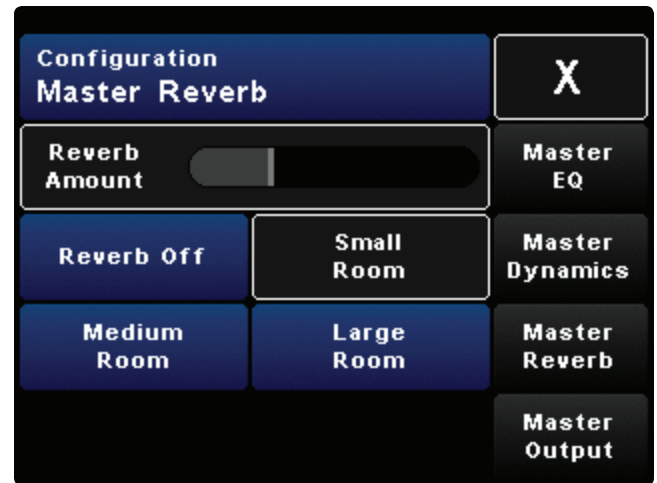 Configuration
Master Reverb
X
Reverb
Amount
Master
EQ
Reverb Off
Small
Room
Master
Dynamics
Medium
Room
Large
Room
Master
Reverb
Master
Output